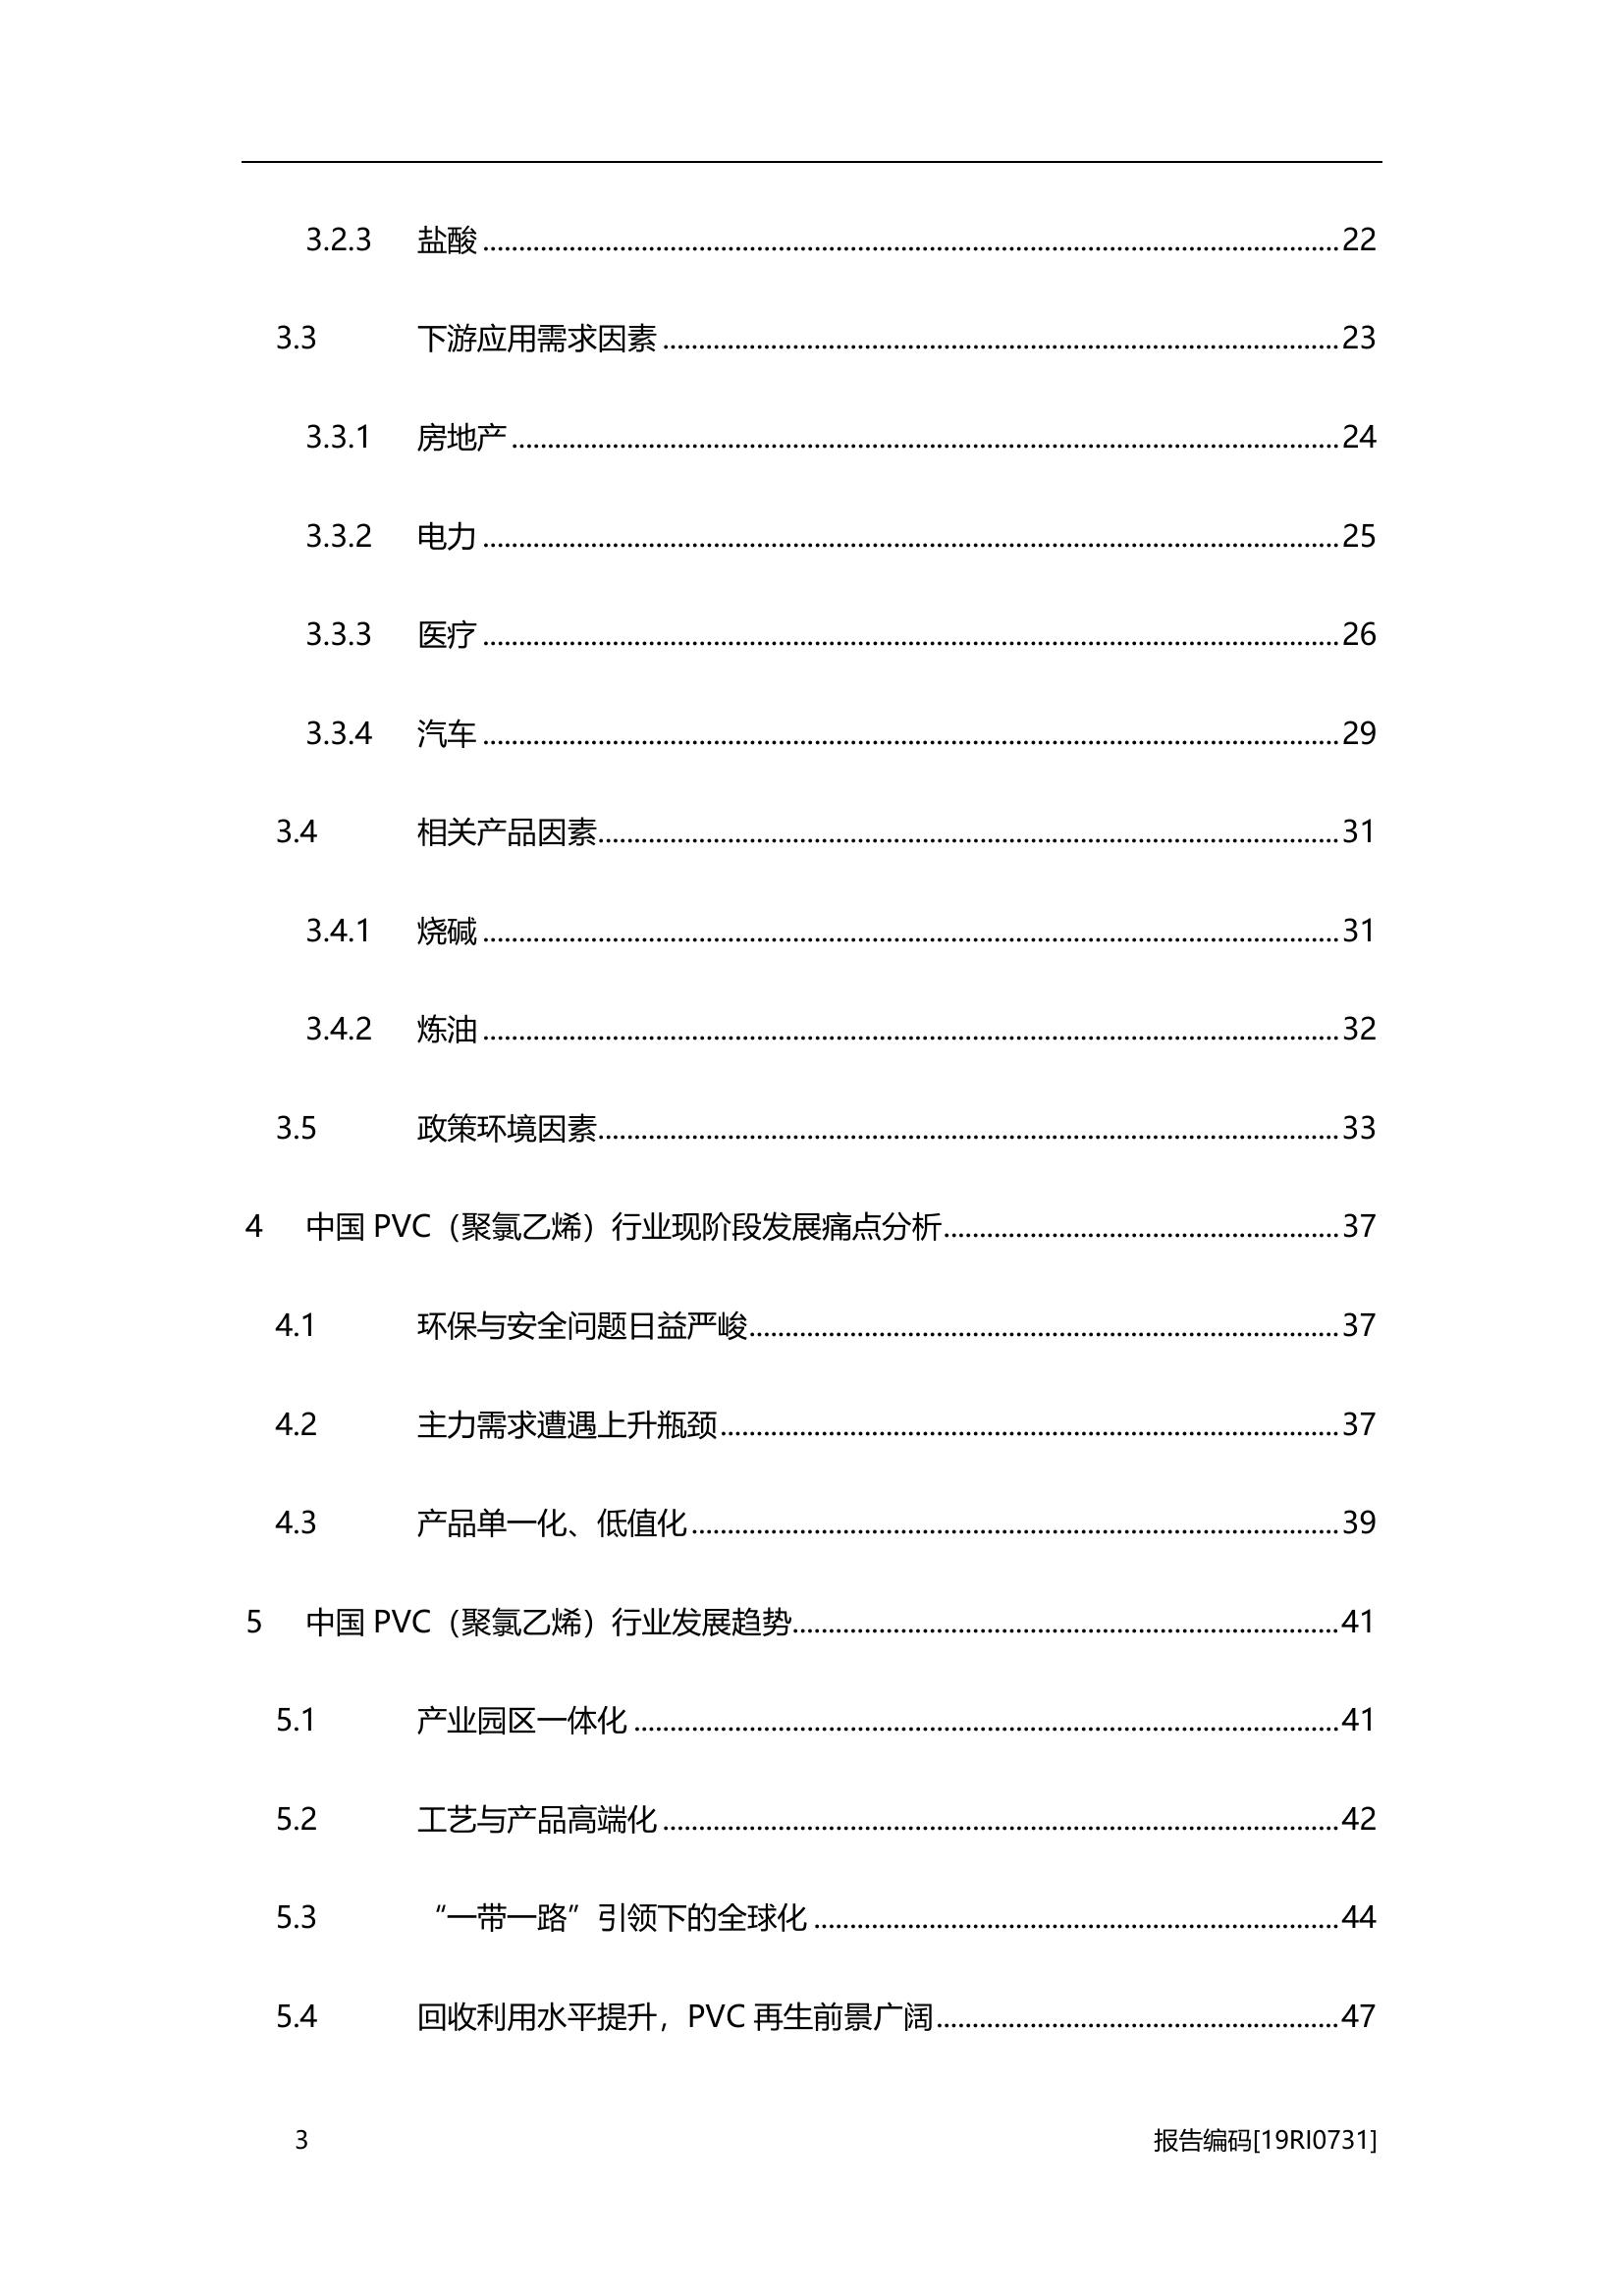 3.2.3 盐酸 ........ 22
3.3 下游应用需求因素 ........ 23
3.3.1 房地产 ........ 24
3.3.2 电力 ........ 25
3.3.3 医疗 ........ 26
3.3.4 汽车 ........ 29
3.4 相关产品因素 ........ 31
3.4.1 烧碱 ........ 31
3.4.2 炼油 ........ 32
3.5 政策环境因素 ........ 33
4 中国 PVC（聚氯乙烯）行业现阶段发展痛点分析 ........ 37
4.1 环保与安全问题日益严峻 ........ 37
4.2 主力需求遭遇上升瓶颈 ........ 37
4.3 产品单一化、低值化 ........ 39
5 中国 PVC（聚氯乙烯）行业发展趋势 ........ 41
5.1 产业园区一体化 ........ 41
5.2 工艺与产品高端化 ........ 42
5.3 “一带一路”引领下的全球化 ........ 44
5.4 回收利用水平提升，PVC 再生前景广阔 ........ 47
3 报告编码[19RI0731]